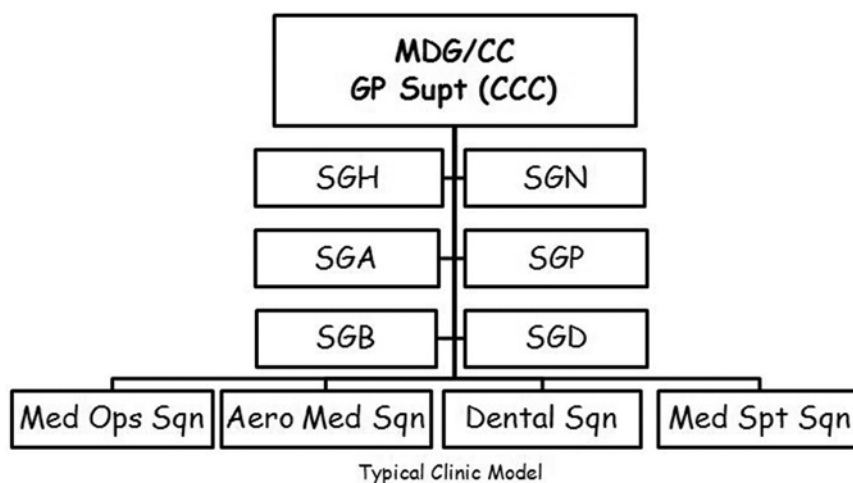 MDG/CC
GP Supt (CCC)
SGH SGN
SGA SGP
SGB SGD
Med Ops Sqn Aero Med Sqn Dental Sqn Med Spt Sqn
Typical Clinic Model